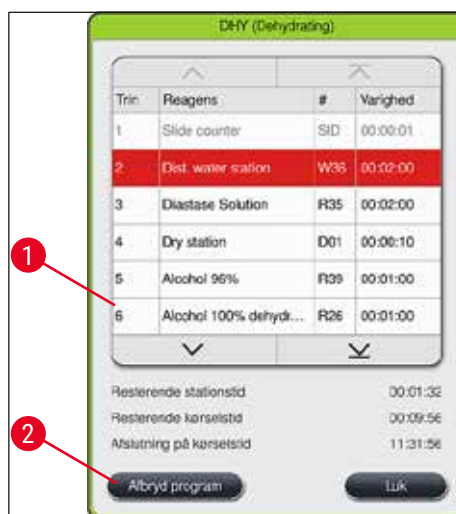 DHY (Dehydrating)
Trin Reagens # Varighed
1 Slide counter SID 00:00:01
2 Dist. water station W36 00:02:00
3 Diastase Solution R35 00:02:00
4 Dry station D01 00:00:10
5 Alcohol 96% R39 00:01:00
6 Alcohol 100% dehydr... R26 00:01:00
1
Resterende stationstid 00:01:32
Resterende kørselstid 00:09:56
Afslutning på kørselstid 11:31:56
2
Afbryd program Luk